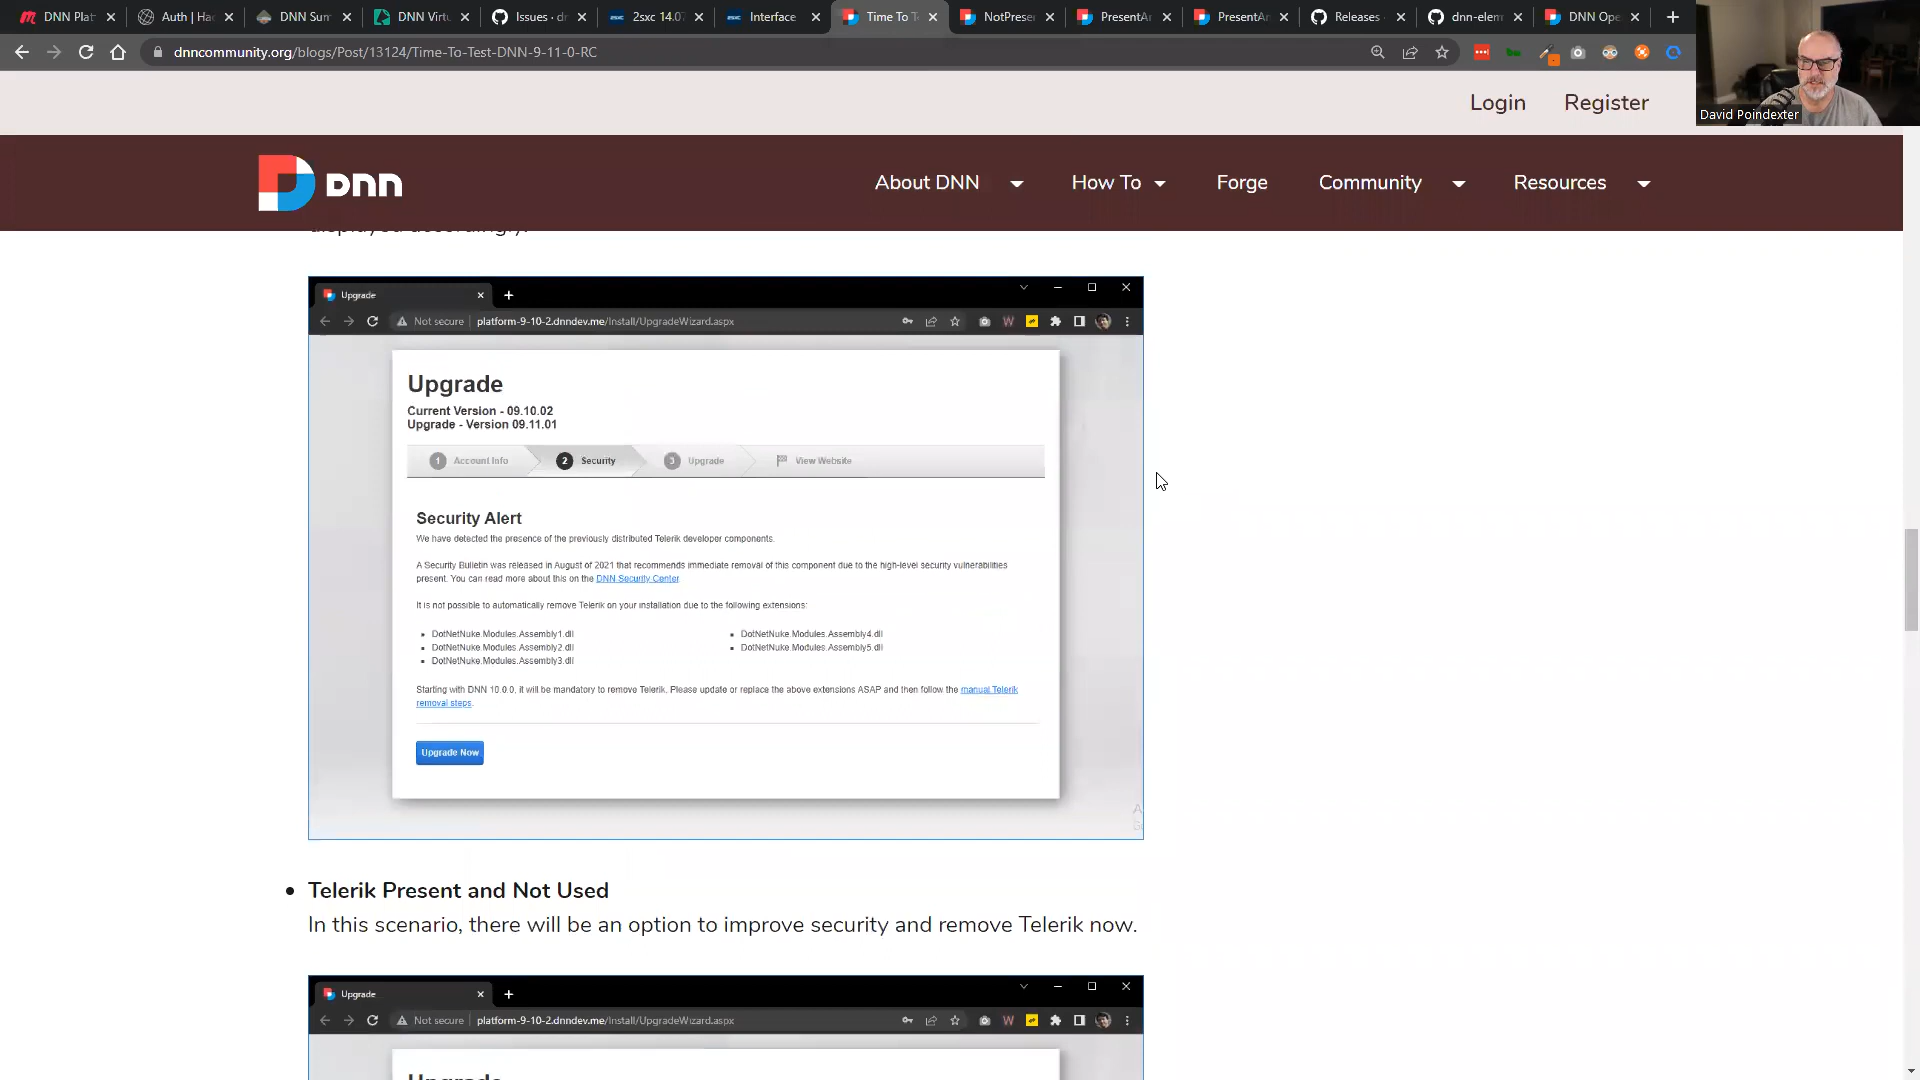 DNN Plat
Auth | Ha
DNN Sum
DNN Virtu
Issues · dn
2sxc 14.07
Interface
Time To T
NotPrese
PresentAn
PresentAn
Releases ·
dnn-elem
DNN Ope
dnncommunity.org/blogs/Post/13124/Time-To-Test-DNN-9-11-0-RC
David Poindexter
Login
Register
DNN
About DNN
How To
Forge
Community
Resources
displayed accordingly.
Upgrade
Not secure
platform-9-10-2.dnndev.me/Install/UpgradeWizard.aspx
Upgrade
Current Version - 09.10.02
Upgrade - Version 09.11.01
1 Account Info
2 Security
3 Upgrade
View Website
Security Alert
We have detected the presence of the previously distributed Telerik developer components.
A Security Bulletin was released in August of 2021 that recommends immediate removal of this component due to the high-level security vulnerabilities
present. You can read more about this on the DNN Security Center.
It is not possible to automatically remove Telerik on your installation due to the following extensions:
DotNetNuke.Modules.Assembly1.dll
DotNetNuke.Modules.Assembly2.dll
DotNetNuke.Modules.Assembly3.dll
DotNetNuke.Modules.Assembly4.dll
DotNetNuke.Modules.Assembly5.dll
Starting with DNN 10.0.0, it will be mandatory to remove Telerik. Please update or replace the above extensions ASAP and then follow the manual Telerik
removal steps.
Upgrade Now
Telerik Present and Not Used
In this scenario, there will be an option to improve security and remove Telerik now.
Upgrade
Not secure
platform-9-10-2.dnndev.me/Install/UpgradeWizard.aspx
Upgrade